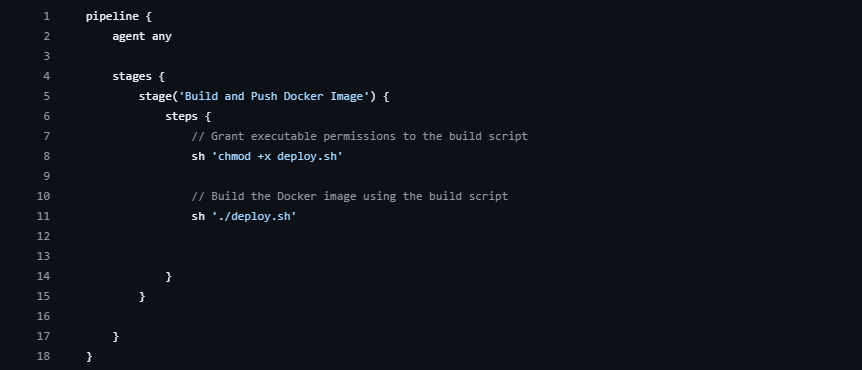 1 pipeline {
2     agent any
3
4     stages {
5         stage('Build and Push Docker Image') {
6             steps {
7                 // Grant executable permissions to the build script
8                 sh 'chmod +x deploy.sh'
9
10                 // Build the Docker image using the build script
11                 sh './deploy.sh'
12
13
14             }
15         }
16
17     }
18 }